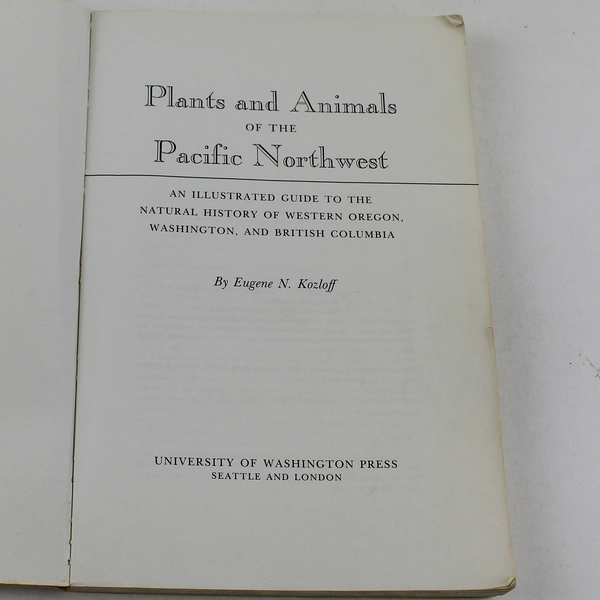 Plants and Animals
OF THE
Pacific Northwest
AN ILLUSTRATED GUIDE TO THE
NATURAL HISTORY OF WESTERN OREGON,
WASHINGTON, AND BRITISH COLUMBIA
By Eugene N. Kozloff
UNIVERSITY OF WASHINGTON PRESS
SEATTLE AND LONDON